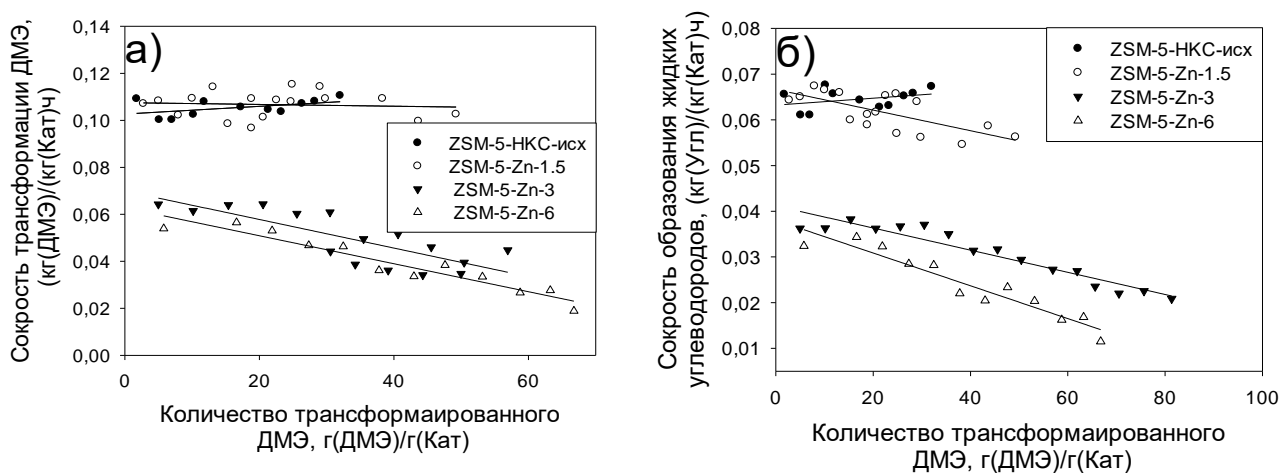 а)
Сокрость трансформации ДМЭ,
(кг(ДМЭ)/(кг(Кат)ч)
0,14
0,12
0,10
0,08
0,06
0,04
0,02
0,00
ZSM-5-НКС-исх
ZSM-5-Zn-1.5
ZSM-5-Zn-3
ZSM-5-Zn-6
0 20 40 60
Количество трансформаированного
ДМЭ, г(ДМЭ)/г(Кат)
б)
Сокрость образования жидких
углеводородов, (кг(Угл)/(кг(Кат)ч
0,08
0,07
0,06
0,05
0,04
0,03
0,02
0,01
ZSM-5-НКС-исх
ZSM-5-Zn-1.5
ZSM-5-Zn-3
ZSM-5-Zn-6
0 20 40 60 80 100
Количество трансформаированного
ДМЭ, г(ДМЭ)/г(Кат)